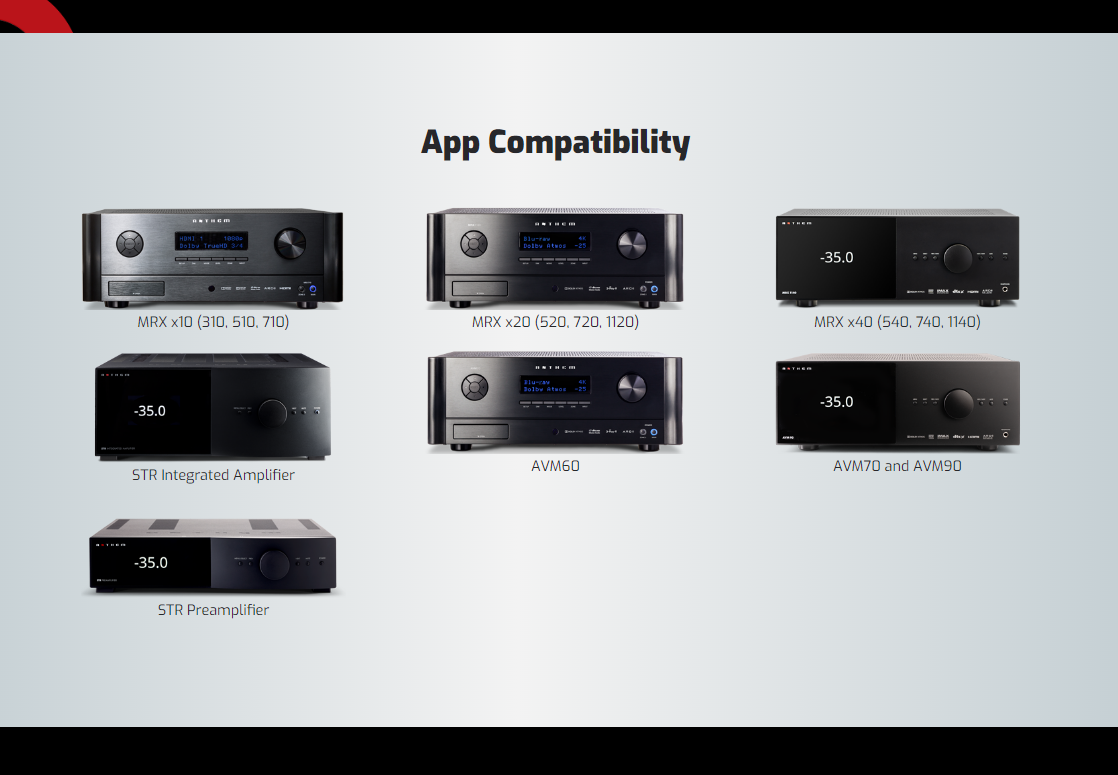 App Compatibility
ANTHEM
HDMI 1 1080p
Dolby TrueHD 3/4
MRX x10 (310, 510, 710)
ANTHEM
Blu-ray 4K
Dolby Atmos -25
MRX x20 (520, 720, 1120)
ANTHEM
-35.0
MRX x40 (540, 740, 1140)
ANTHEM
-35.0
STR Integrated Amplifier
ANTHEM
Blu-ray 4K
Dolby Atmos -25
AVM60
ANTHEM
-35.0
AVM70 and AVM90
ANTHEM
-35.0
STR Preamplifier